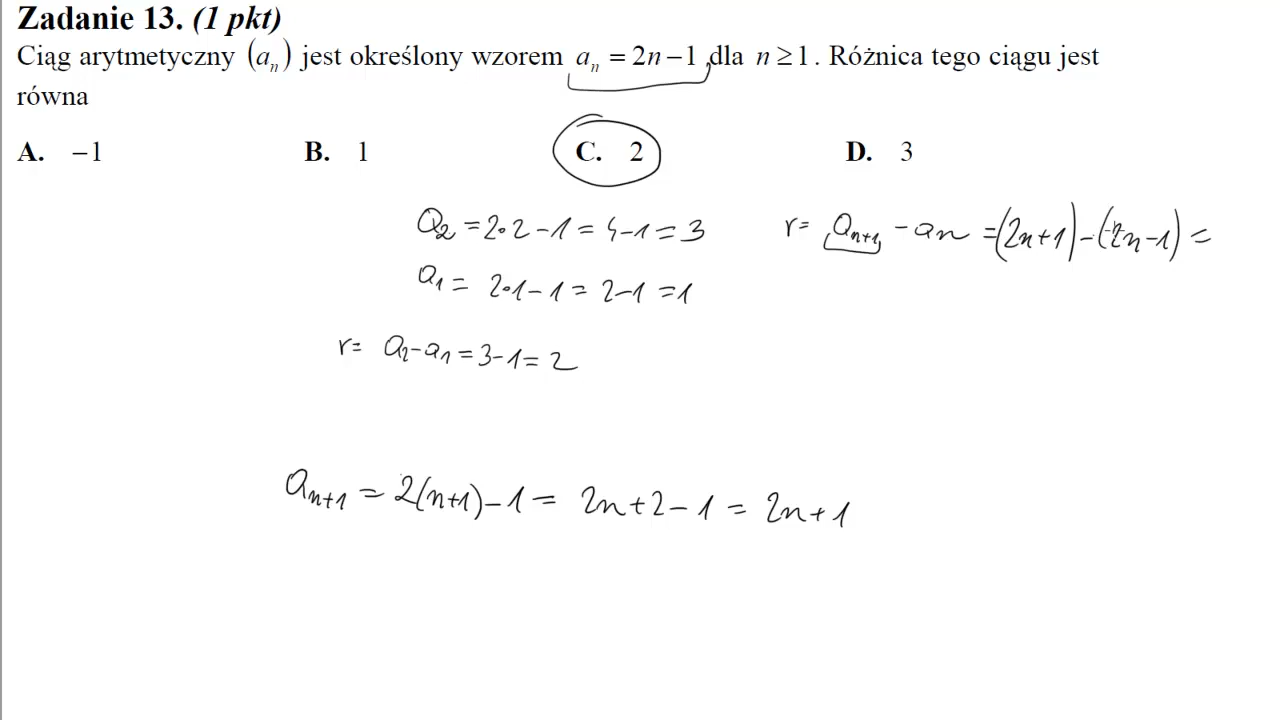 Zadanie 13. (1 pkt)
Ciąg arytmetyczny (aₙ) jest określony wzorem aₙ = 2n−1, dla n ≥ 1. Różnica tego ciągu jest
równa
A. −1 B. 1 C. 2 D. 3
a₂ = 2·2−1 = 4−1 = 3
r = aₙ₊₁ − aₙ = (2n+1)−(2n−1) =
a₁ = 2·1−1 = 2−1 = 1
r = a₂−a₁ = 3−1 = 2
aₙ₊₁ = 2(n+1)−1 = 2n+2−1 = 2n+1